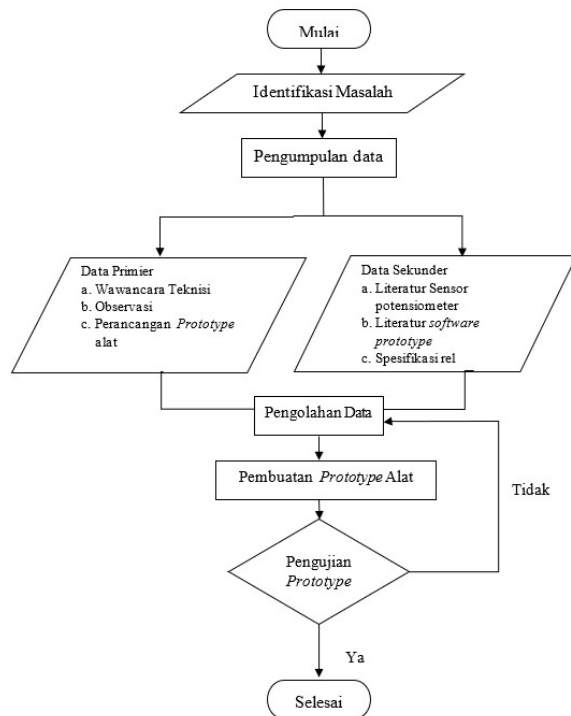 Mulai
Identifikasi Masalah
Pengumpulan data
Data Primier
a. Wawancara Teknisi
b. Observasi
c. Perancangan Prototype
alat
Data Sekunder
a. Literatur Sensor
potensiometer
b. Literatur software
prototype
c. Spesifikasi rel
Pengolahan Data
Pembuatan Prototype Alat
Tidak
Pengujian
Prototype
Ya
Selesai